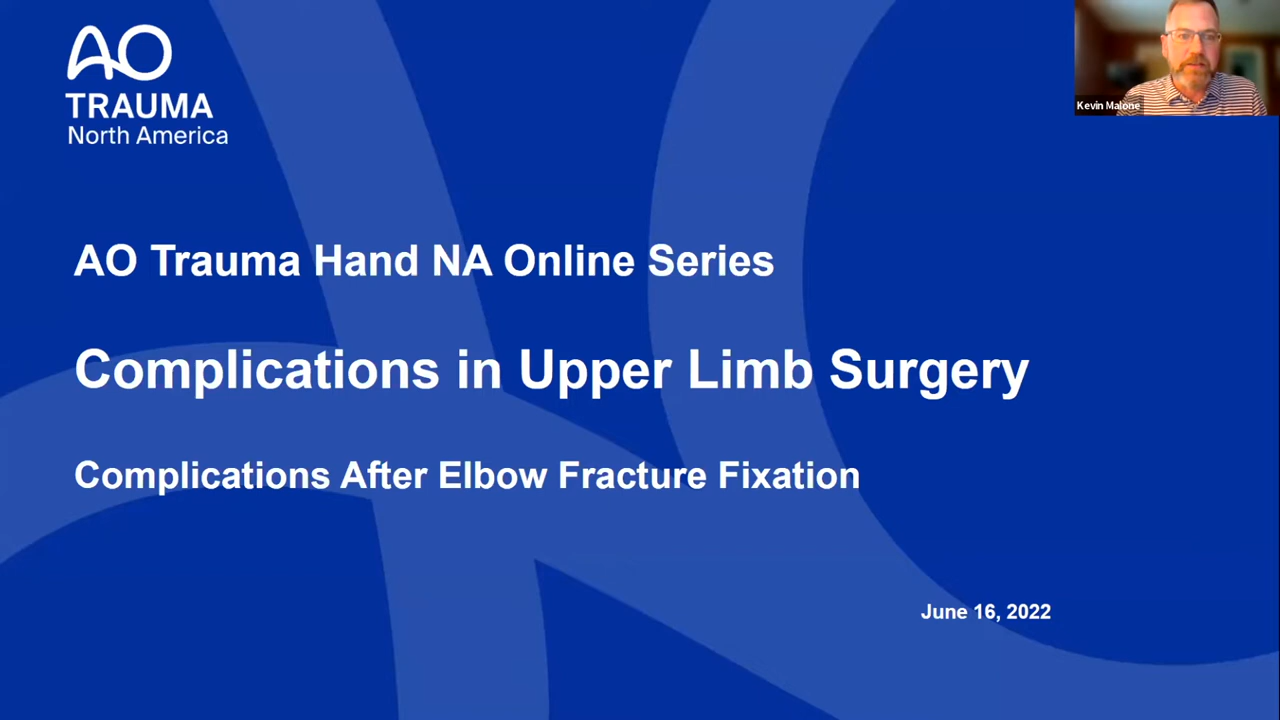 AO
TRAUMA
North America
Kevin Malone
AO Trauma Hand NA Online Series
Complications in Upper Limb Surgery
Complications After Elbow Fracture Fixation
June 16, 2022